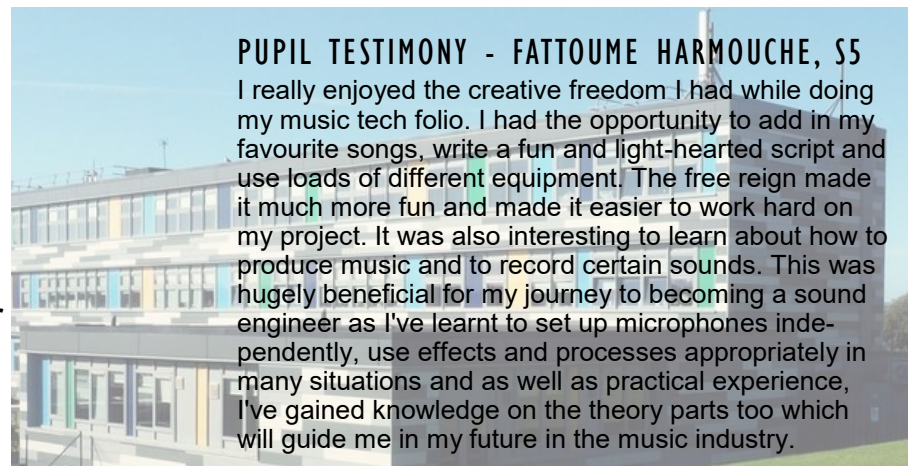 PUPIL TESTIMONY - FATTOUME HARMOUCHE, S5
I really enjoyed the creative freedom I had while doing
my music tech folio. I had the opportunity to add in my
favourite songs, write a fun and light-hearted script and
use loads of different equipment. The free reign made
it much more fun and made it easier to work hard on
my project. It was also interesting to learn about how to
produce music and to record certain sounds. This was
hugely beneficial for my journey to becoming a sound
engineer as I've learnt to set up microphones inde-
pendently, use effects and processes appropriately in
many situations and as well as practical experience,
I've gained knowledge on the theory parts too which
will guide me in my future in the music industry.